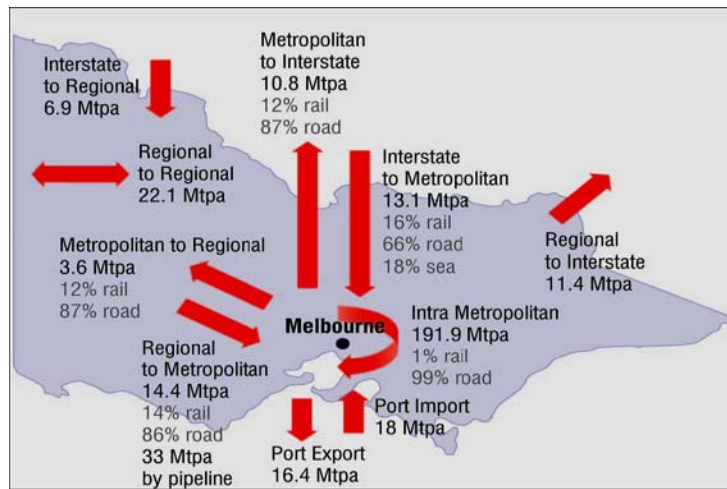 Interstate
to Regional
6.9 Mtpa
Metropolitan
to Interstate
10.8 Mtpa
12% rail
87% road
Regional
to Regional
22.1 Mtpa
Interstate
to Metropolitan
13.1 Mtpa
16% rail
66% road
18% sea
Regional
to Interstate
11.4 Mtpa
Metropolitan to Regional
3.6 Mtpa
12% rail
87% road
Melbourne
Intra Metropolitan
191.9 Mtpa
1% rail
99% road
Regional
to Metropolitan
14.4 Mtpa
14% rail
86% road
33 Mtpa
by pipeline
Port Export
16.4 Mtpa
Port Import
18 Mtpa